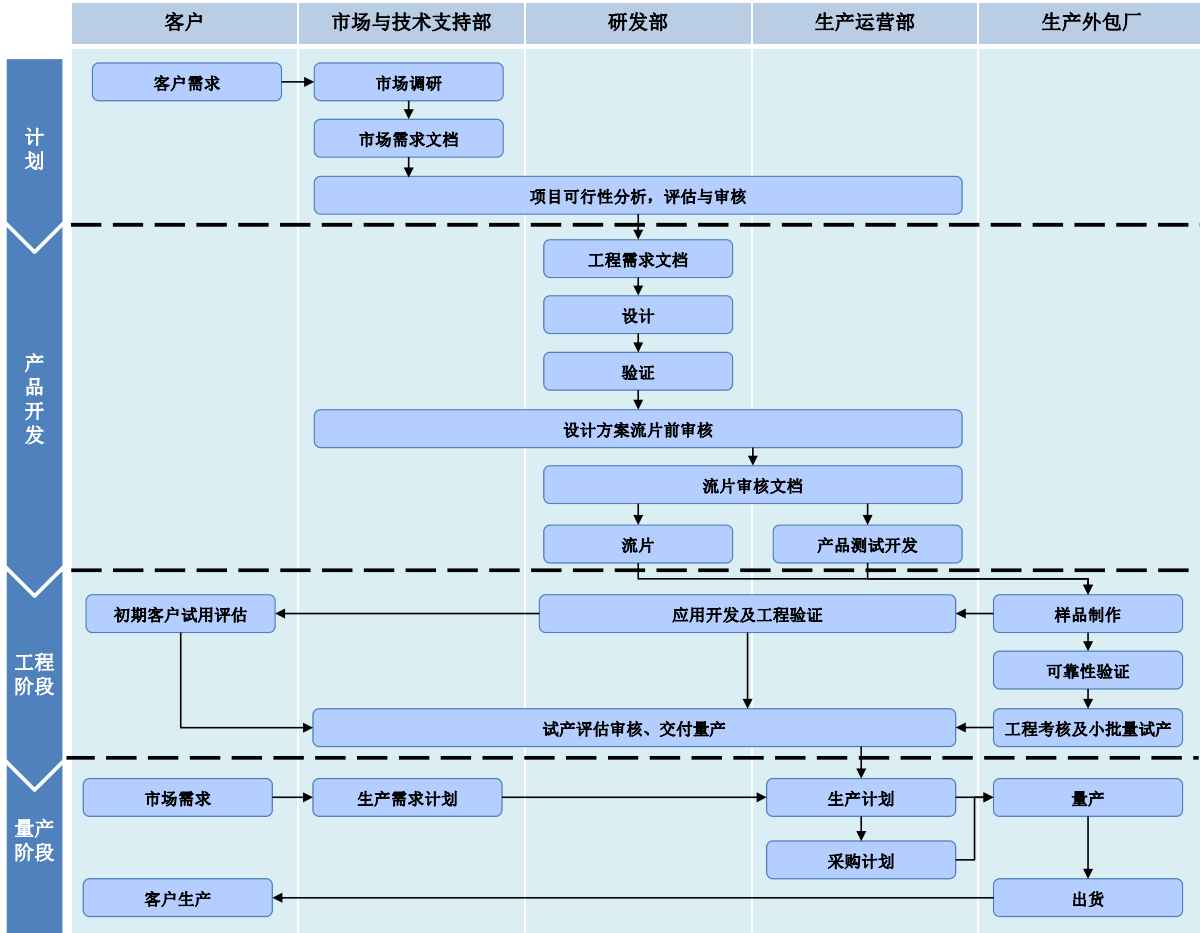 客户
市场与技术支持部
研发部
生产运营部
生产外包厂
计
划
客户需求
市场调研
市场需求文档
项目可行性分析，评估与审核
产
品
开
发
工程需求文档
设计
验证
设计方案流片前审核
流片审核文档
流片
产品测试开发
工程
阶段
初期客户试用评估
应用开发及工程验证
样品制作
可靠性验证
试产评估审核、交付量产
工程考核及小批量试产
量产
阶段
市场需求
生产需求计划
生产计划
量产
采购计划
客户生产
出货